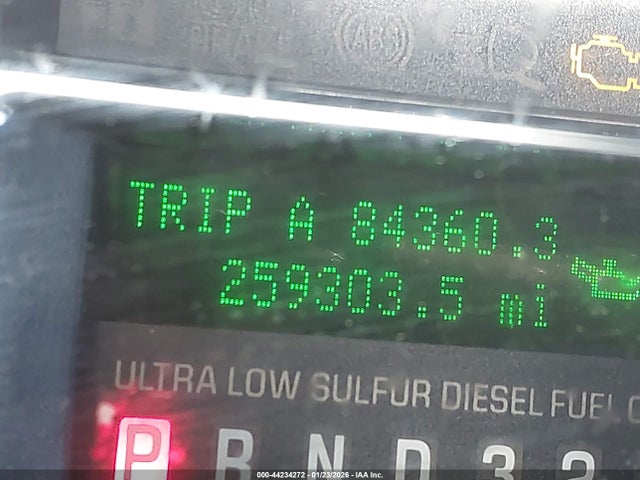 BRAKE
ABS
TRIP A 84360.3
259303.5 mi
ULTRA LOW SULFUR DIESEL FUEL
P R N D 3 2
000-44234272 - 01/23/2026 - IAA Inc.